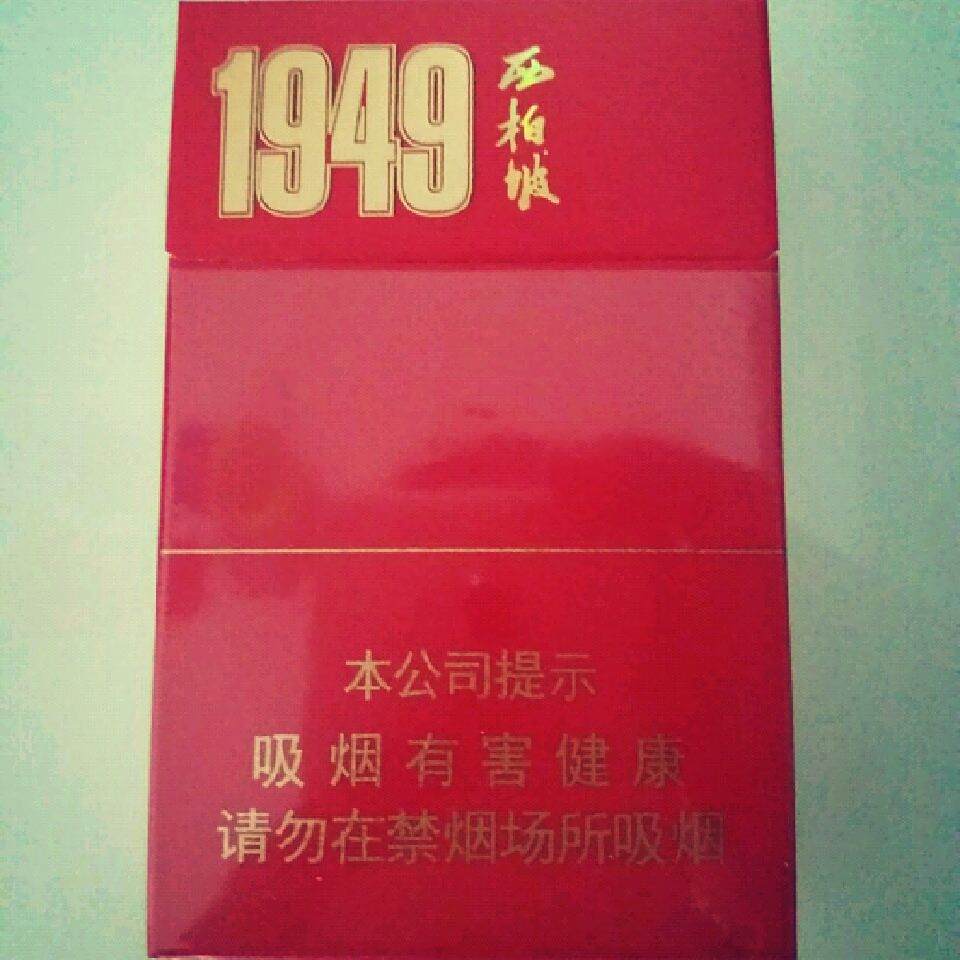 1949
西柏坡
本公司提示
吸烟有害健康
请勿在禁烟场所吸烟